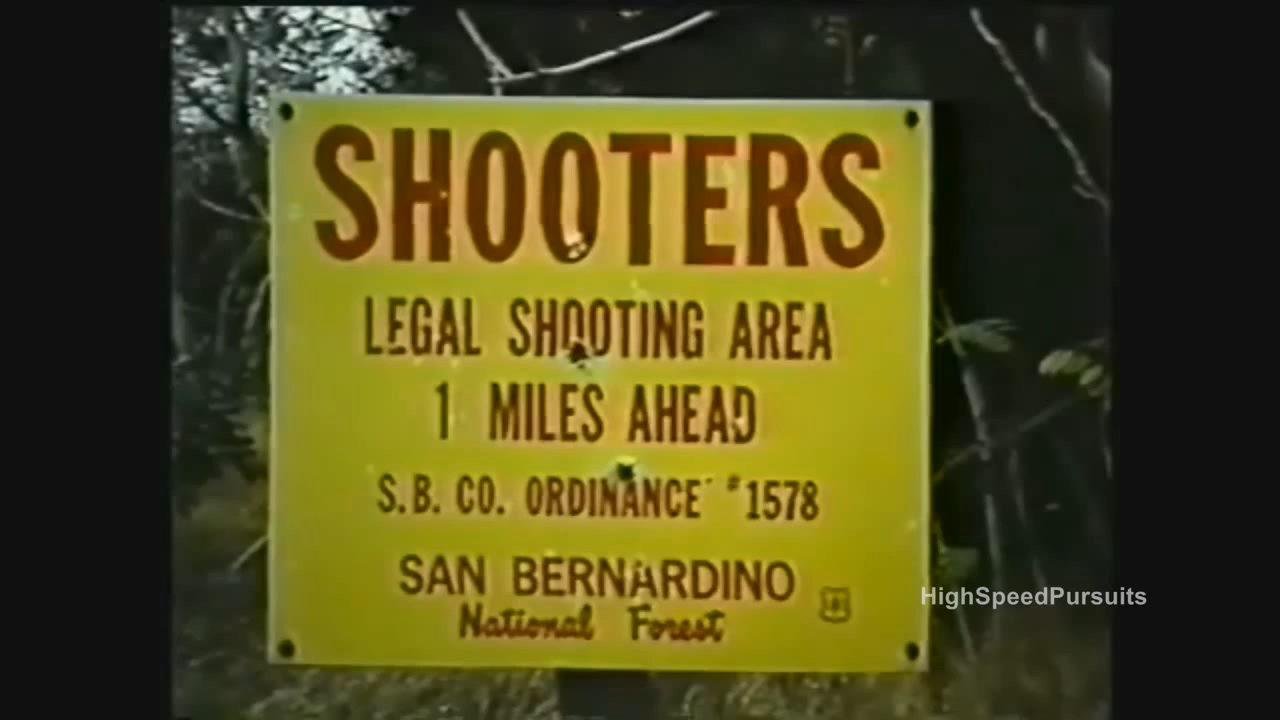 SHOOTERS
LEGAL SHOOTING AREA
1 MILES AHEAD
S.B. CO. ORDINANCE #1578
SAN BERNARDINO
National Forest
HighSpeedPursuits